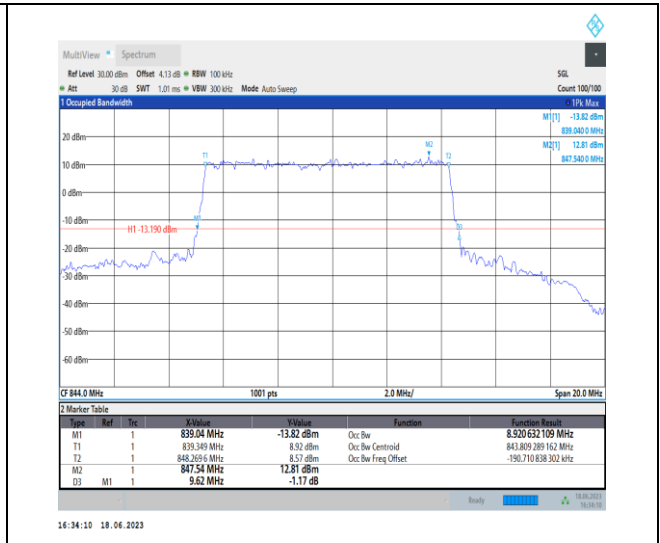 MultiView Spectrum
Ref Level 30.00 dBm Offset 4.13 dB RBW 100 kHz SGL
Att 30 dB SWT 1.01 ms VBW 300 kHz Mode Auto Sweep Count 100/100
1 Occupied Bandwidth 1Pk Max
M1[1] -13.82 dBm
839.040 0 MHz
M2[1] 12.81 dBm
847.540 0 MHz
20 dBm
M2
T1 T2
10 dBm
0 dBm
-10 dBm
M1
H1 -13.190 dBm
D3
-20 dBm
-30 dBm
-40 dBm
-50 dBm
-60 dBm
CF 844.0 MHz 1001 pts 2.0 MHz/ Span 20.0 MHz
2 Marker Table
Type Ref Trc X-Value Y-Value Function Function Result
M1 1 839.04 MHz -13.82 dBm Occ Bw 8.920 632 109 MHz
T1 1 839.349 MHz 8.92 dBm Occ Bw Centroid 843.809 289 162 MHz
T2 1 848.269 6 MHz 8.57 dBm Occ Bw Freq Offset -190.710 838 302 kHz
M2 1 847.54 MHz 12.81 dBm
D3 M1 1 9.62 MHz -1.17 dB
Ready 18.06.2023
16:34:10
16:34:10 18.06.2023